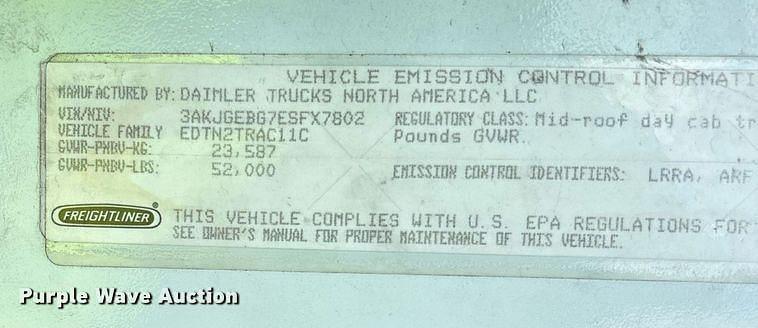 VEHICLE EMISSION CONTROL INFORMATI
MANUFACTURED BY: DAIMLER TRUCKS NORTH AMERICA LLC
VIN/NIV: 3AKJGEBG7ESFX7802 REGULATORY CLASS: Mid-roof day cab tr
VEHICLE FAMILY EDTN2TRAC11C Pounds GVWR
GVWR-PNBV-KG: 23,587
GVWR-PNBV-LBS: 52,000 EMISSION CONTROL IDENTIFIERS: LRRA, ARF
FREIGHTLINER
THIS VEHICLE COMPLIES WITH U.S. EPA REGULATIONS FOR
SEE OWNER'S MANUAL FOR PROPER MAINTENANCE OF THIS VEHICLE.
Purple Wave Auction